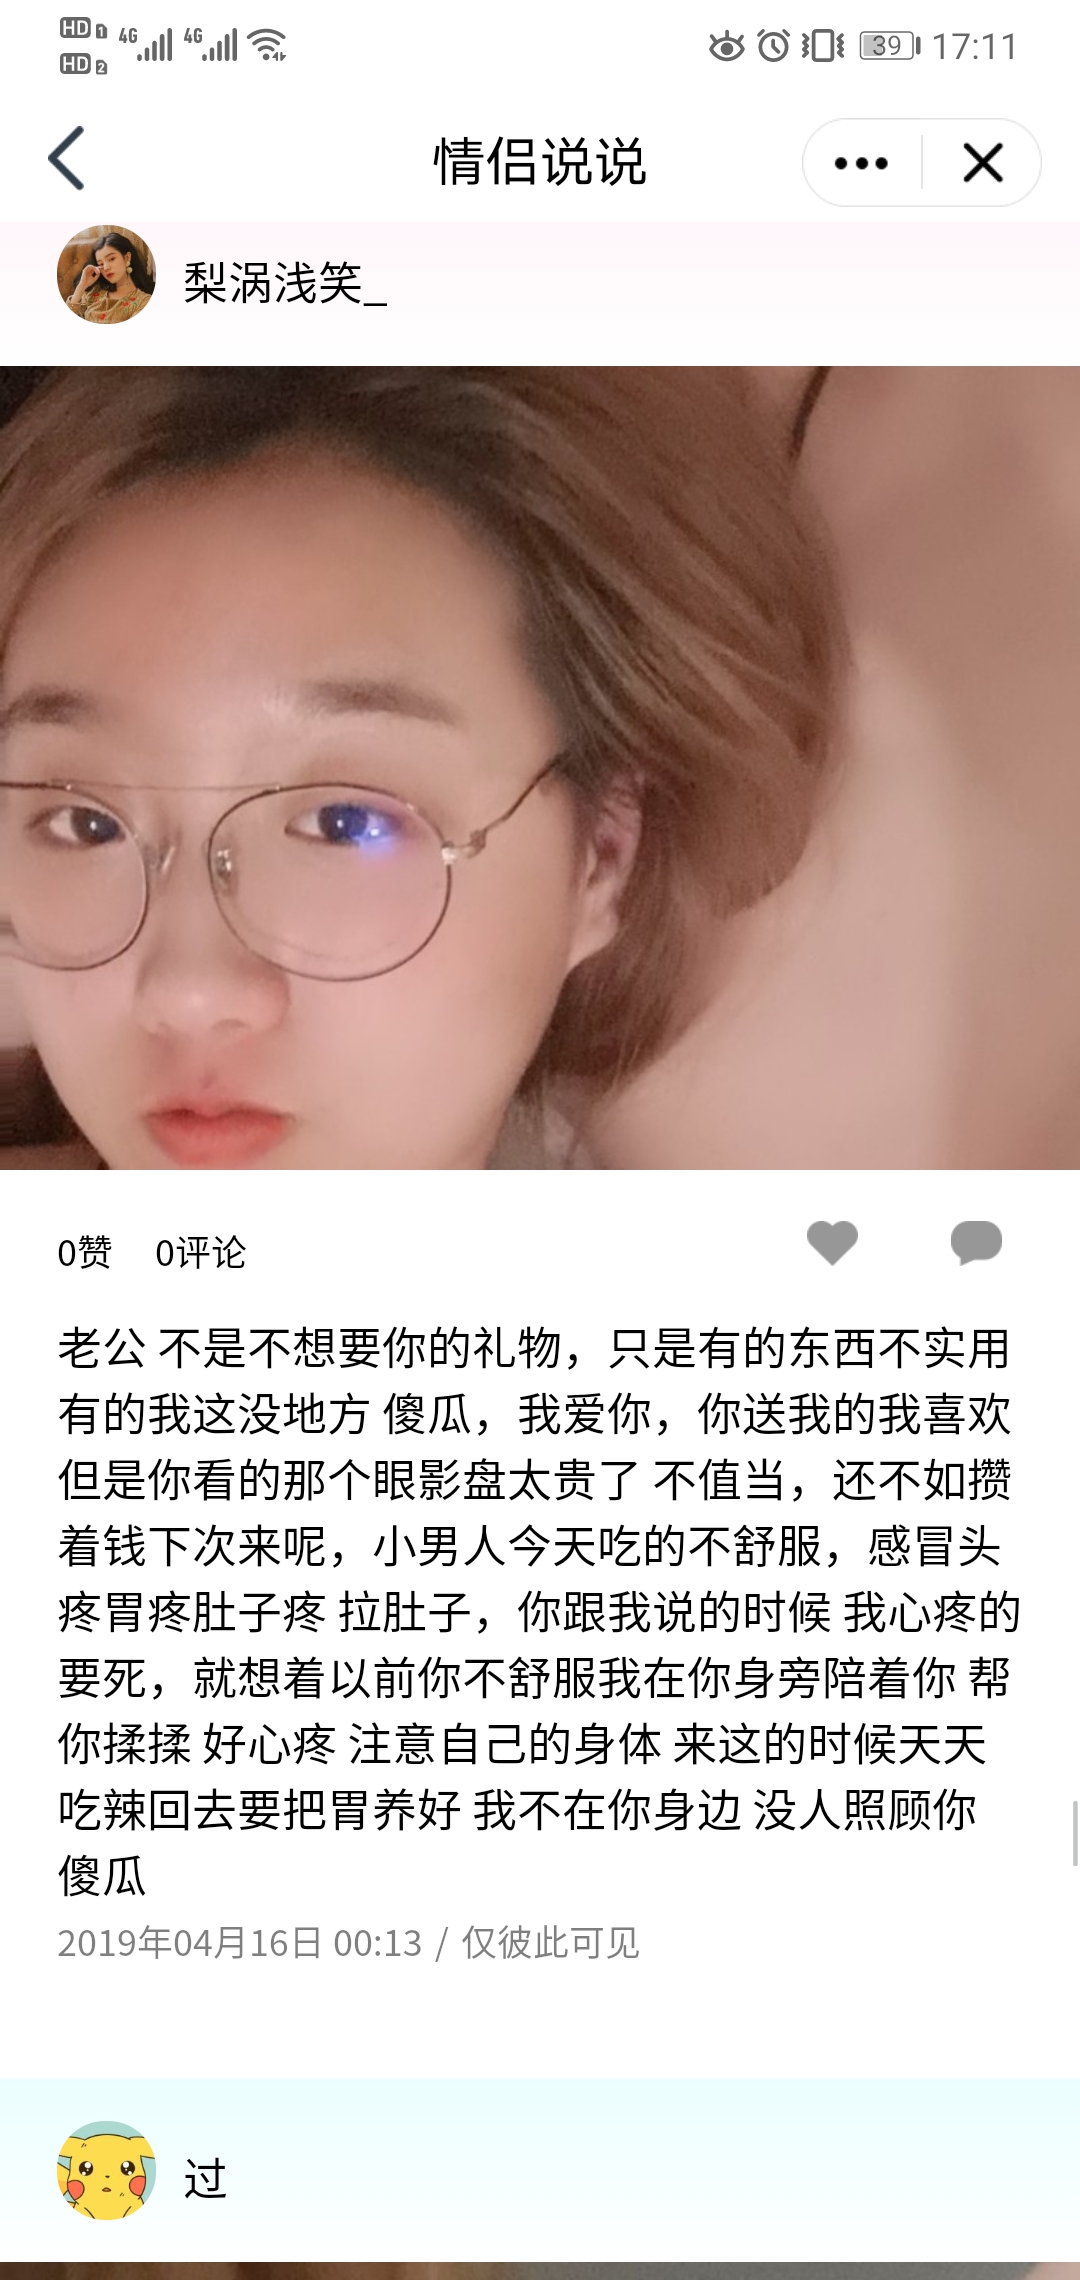 HD 1 4G 4G
HD 2
39 17:11
情侣说说
梨涡浅笑_
0赞 0评论
老公 不是不想要你的礼物，只是有的东西不实用
有的我这没地方 傻瓜，我爱你，你送我的我喜欢
但是你看的那个眼影盘太贵了 不值当，还不如攒
着钱下次来呢，小男人今天吃的不舒服，感冒头
疼胃疼肚子疼 拉肚子，你跟我说的时候 我心疼的
要死，就想着以前你不舒服我在你身旁陪着你 帮
你揉揉 好心疼 注意自己的身体 来这的时候天天
吃辣回去要把胃养好 我不在你身边 没人照顾你
傻瓜
2019年04月16日 00:13 / 仅彼此可见
过